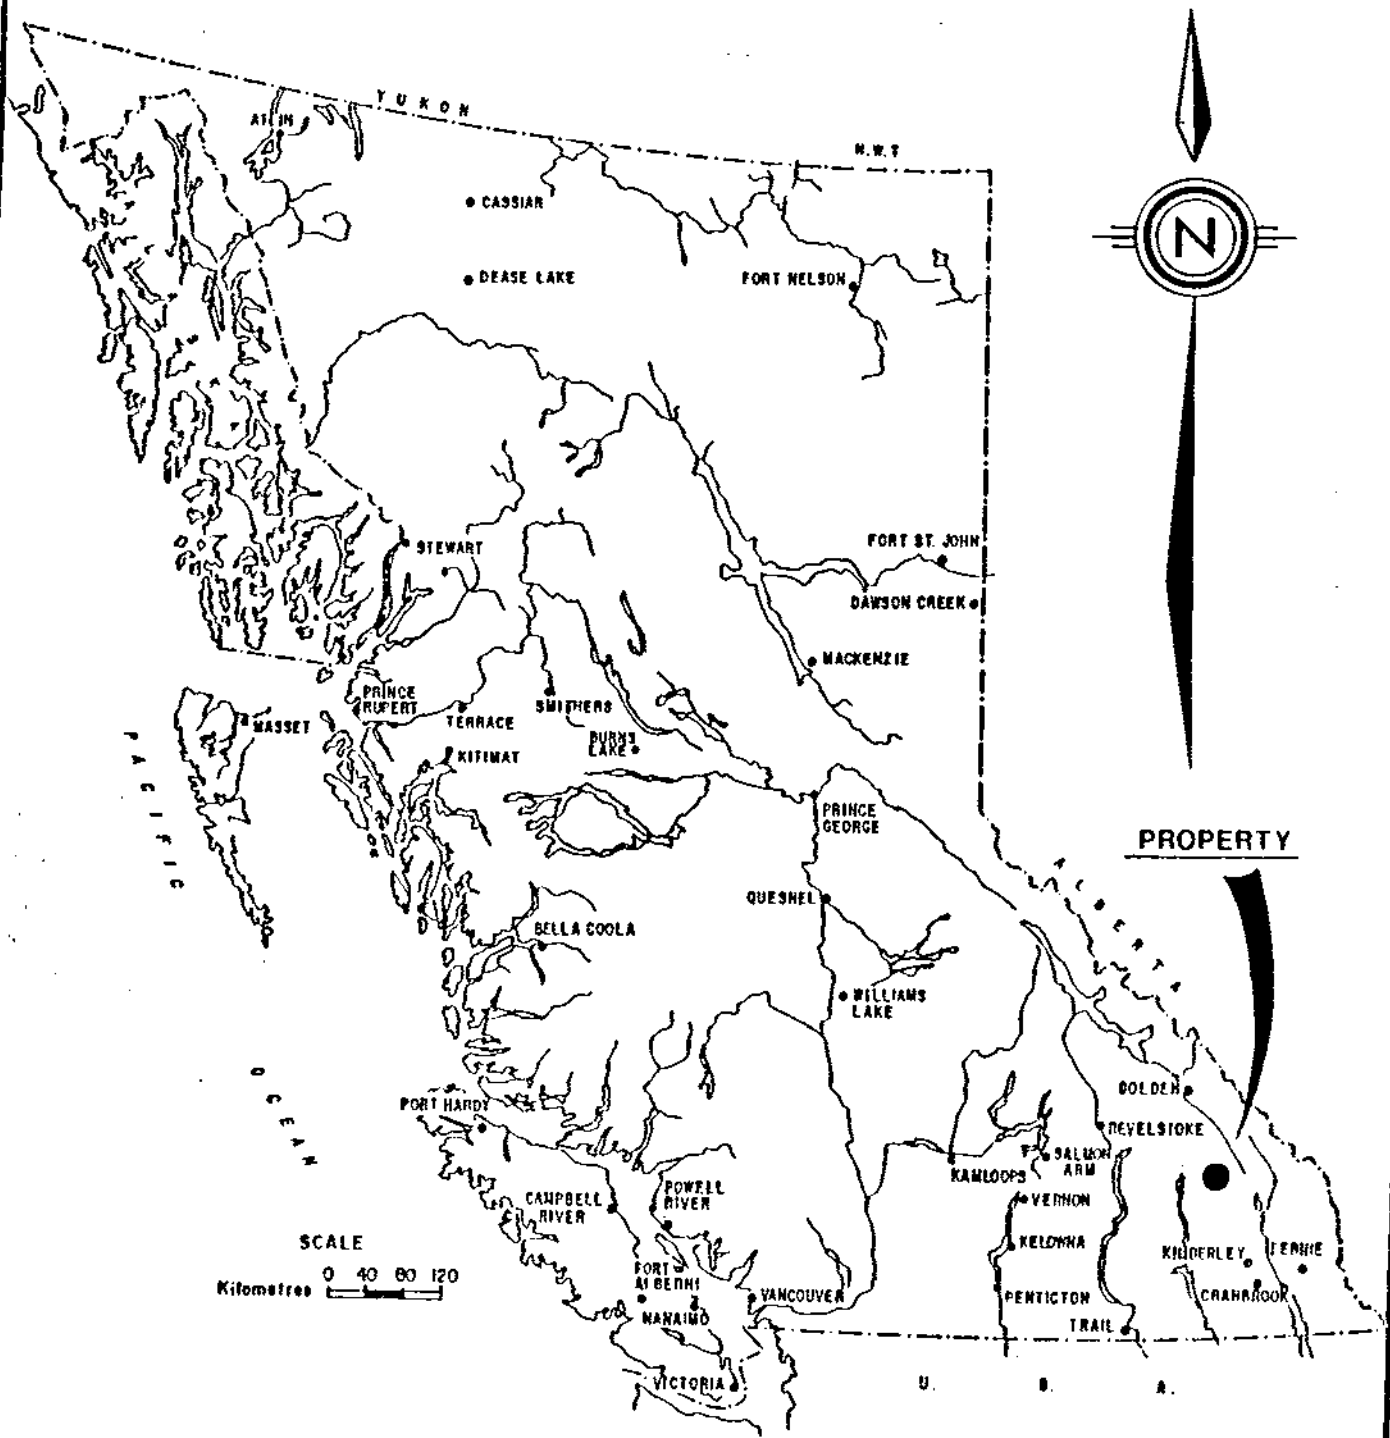 YUKON
N.W.T
ATLIN
CASSIAR
DEASE LAKE
FORT NELSON
N
STEWART
FORT ST. JOHN
DAWSON CREEK
MACKENZIE
PRINCE
RUPERT
MASSET
TERRACE
SMITHERS
BURNS
LAKE
KITIMAT
PACIFIC
PRINCE
GEORGE
PROPERTY
ALBERTA
QUESNEL
BELLA COOLA
WILLIAMS
LAKE
OCEAN
GOLDEN
PORT HARDY
REVELSTOKE
SALMON
ARM
KAMLOOPS
CAMPBELL
RIVER
POWELL
RIVER
VERNON
SCALE
KELOWNA
KIMBERLEY
FERNIE
Kilometres 0 40 80 120
PORT
ALBERNI
VANCOUVER
PENTICTON
CRANBROOK
NANAIMO
TRAIL
VICTORIA
U. S. A.